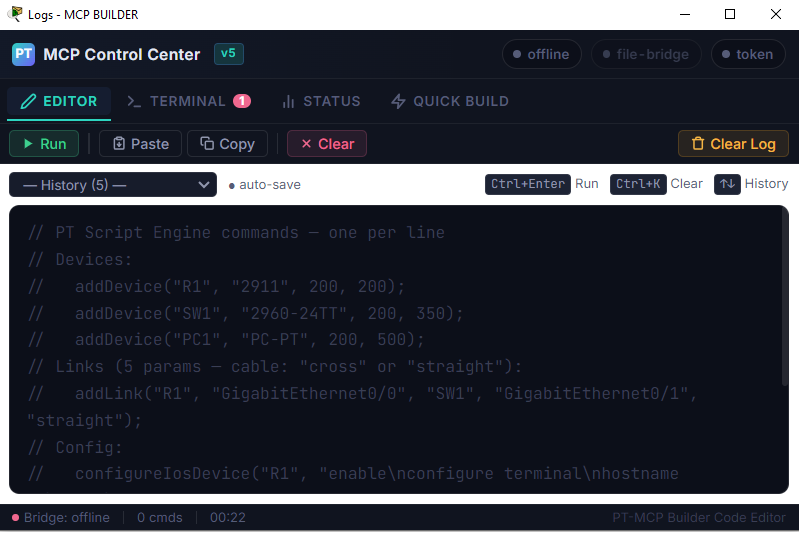 Logs - MCP BUILDER
PT MCP Control Center v5 offline file-bridge token
EDITOR TERMINAL 1 STATUS QUICK BUILD
Run Paste Copy Clear Clear Log
— History (5) — auto-save Ctrl+Enter Run Ctrl+K Clear ↑↓ History
// PT Script Engine commands — one per line
// Devices:
//   addDevice("R1", "2911", 200, 200);
//   addDevice("SW1", "2960-24TT", 200, 350);
//   addDevice("PC1", "PC-PT", 200, 500);
// Links (5 params — cable: "cross" or "straight"):
//   addLink("R1", "GigabitEthernet0/0", "SW1", "GigabitEthernet0/1",
"straight");
// Config:
//   configureIosDevice("R1", "enable\nconfigure terminal\nhostname
Bridge: offline 0 cmds 00:22 PT-MCP Builder Code Editor